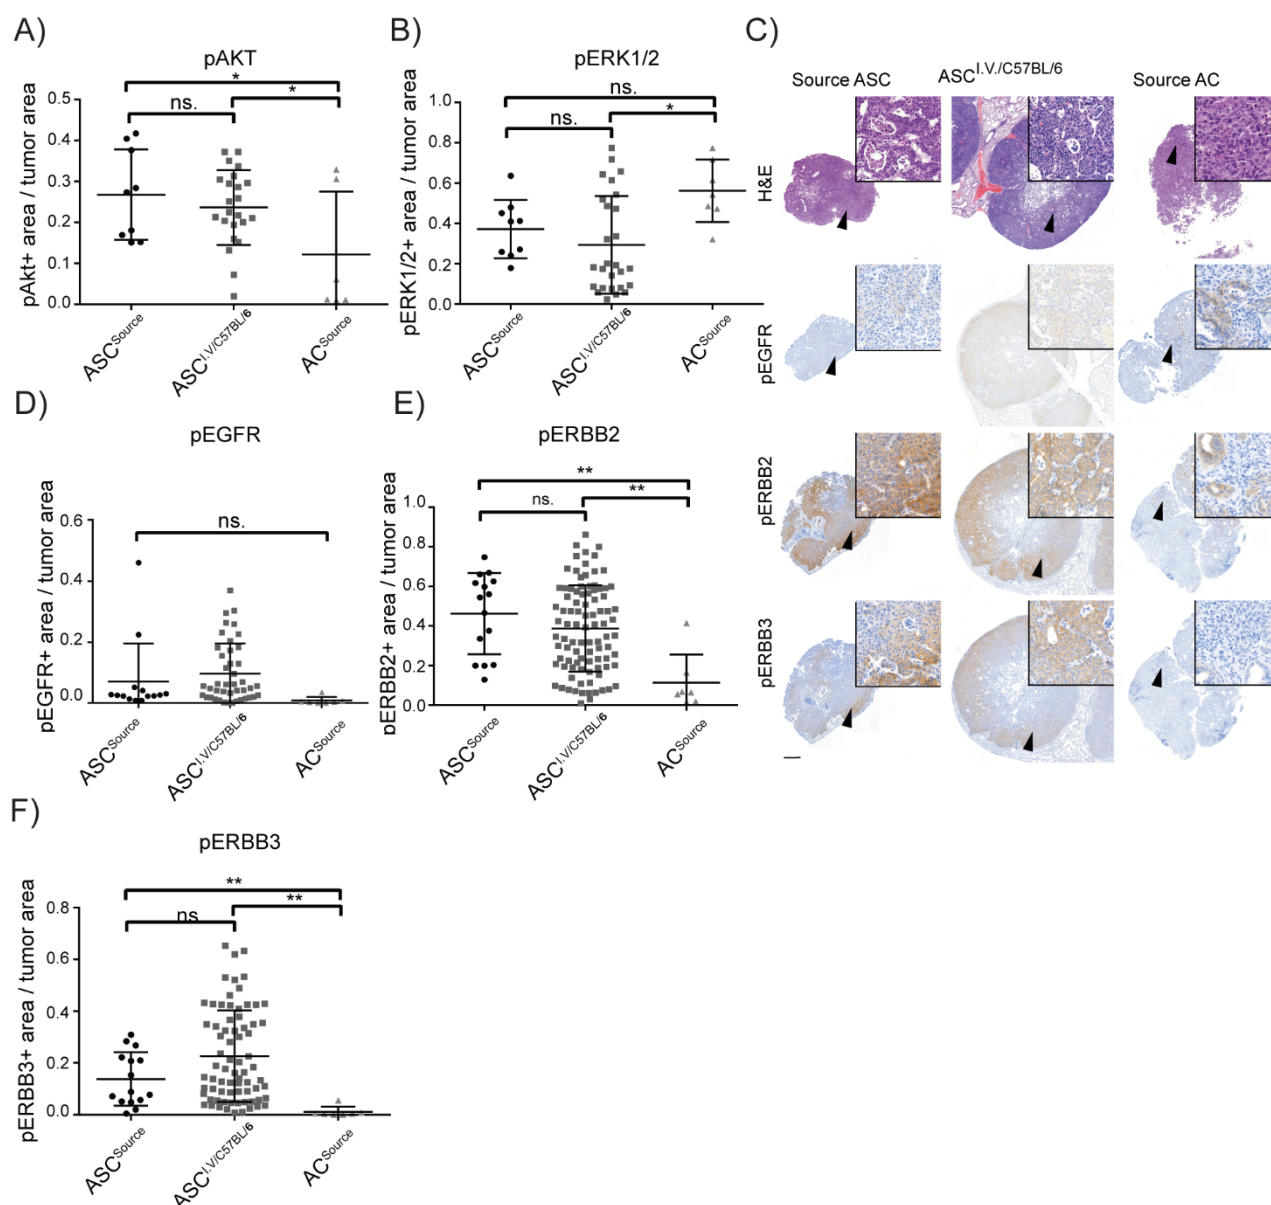 A)
pAKT
*
ns.
*
pAkt+ area / tumor area
0.5
0.4
0.3
0.2
0.1
0.0
ASCSource
ASCI.V/C57BL/6
ACSource
B)
pERK1/2
ns.
ns.
*
pERK1/2+ area / tumor area
1.0
0.8
0.6
0.4
0.2
0.0
ASCSource
ASCI.V/C57BL/6
ACSource
C)
Source ASC
ASCI.V./C57BL/6
Source AC
H&E
pEGFR
pERBB2
pERBB3
D)
pEGFR
ns.
pEGFR+ area / tumor area
0.6
0.4
0.2
0.0
ASCSource
ASCI.V/C57BL/6
ACSource
E)
pERBB2
**
ns.
**
pERBB2+ area / tumor area
1.0
0.8
0.6
0.4
0.2
0.0
ASCSource
ASCI.V/C57BL/6
ACSource
F)
pERBB3
**
ns
**
pERBB3+ area / tumor area
0.8
0.6
0.4
0.2
0.0
ASCSource
ASCI.V/C57BL/6
ACSource